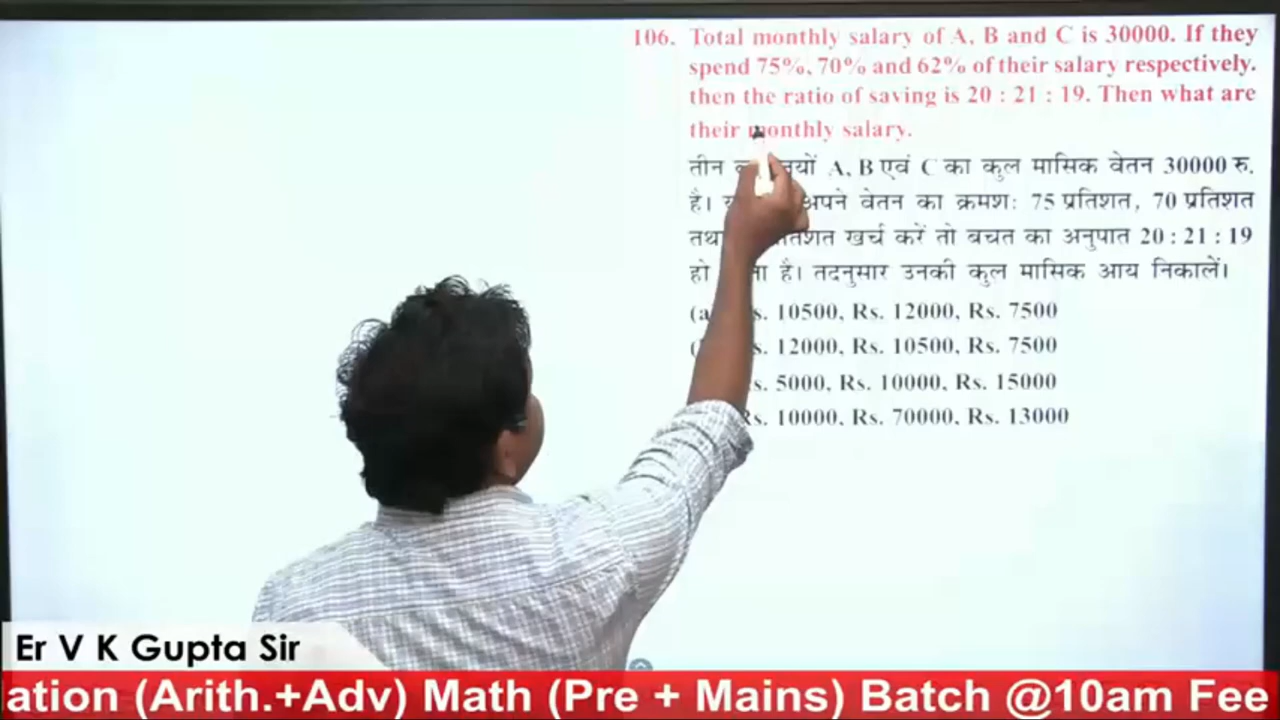 106. Total monthly salary of A, B and C is 30000. If they
spend 75%, 70% and 62% of their salary respectively.
then the ratio of saving is 20 : 21 : 19. Then what are
their monthly salary.
तीन A, B एवं C का कुल मासिक वेतन 30000 रु.
है। अपने वेतन का क्रमशः 75 प्रतिशत, 70 प्रतिशत
खर्च करें तो बचत का अनुपात 20 : 21 : 19
हो है। तदनुसार उनकी कुल मासिक आय निकालें।
(a 10500, Rs. 12000, Rs. 7500
12000, Rs. 10500, Rs. 7500
5000, Rs. 10000, Rs. 15000
Rs. 10000, Rs. 70000, Rs. 13000
Er V K Gupta Sir
ation (Arith.+Adv) Math (Pre + Mains) Batch @10am Fee